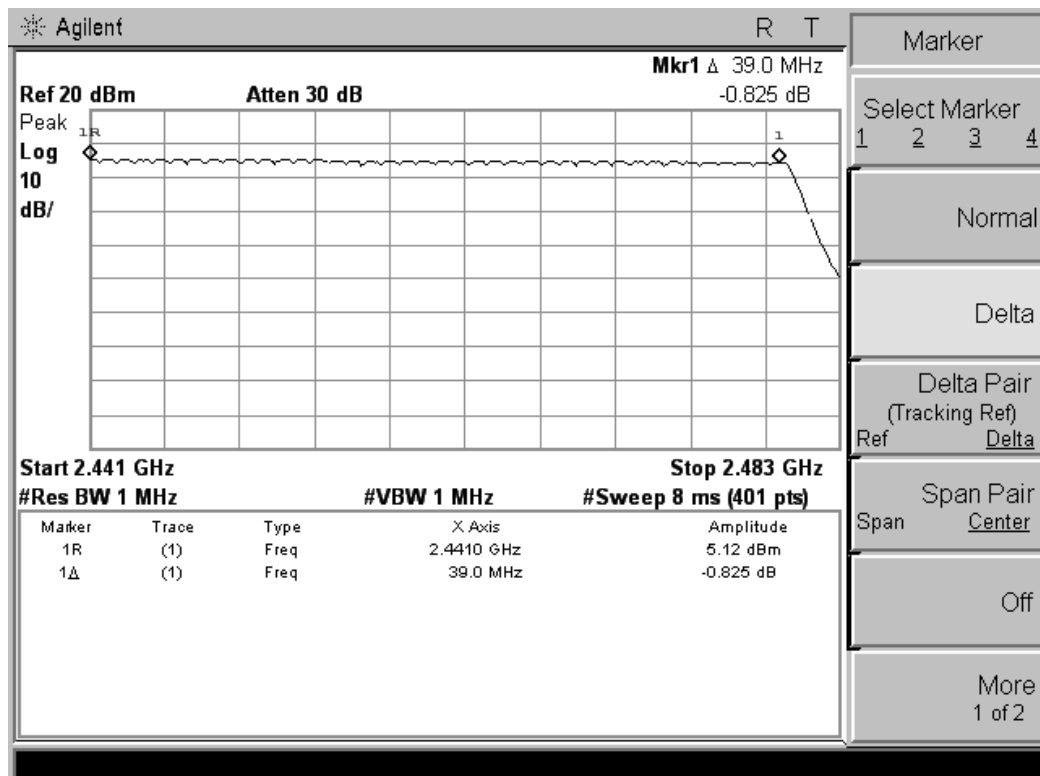 Agilent R T
Mkr1 Δ 39.0 MHz
Ref 20 dBm Atten 30 dB -0.825 dB
Peak
Log
10
dB/
1R
1
Start 2.441 GHz Stop 2.483 GHz
#Res BW 1 MHz #VBW 1 MHz #Sweep 8 ms (401 pts)
Marker Trace Type X Axis Amplitude
1R (1) Freq 2.4410 GHz 5.12 dBm
1Δ (1) Freq 39.0 MHz -0.825 dB
Marker
Select Marker
1 2 3 4
Normal
Delta
Delta Pair
(Tracking Ref)
Ref Delta
Span Pair
Span Center
Off
More
1 of 2